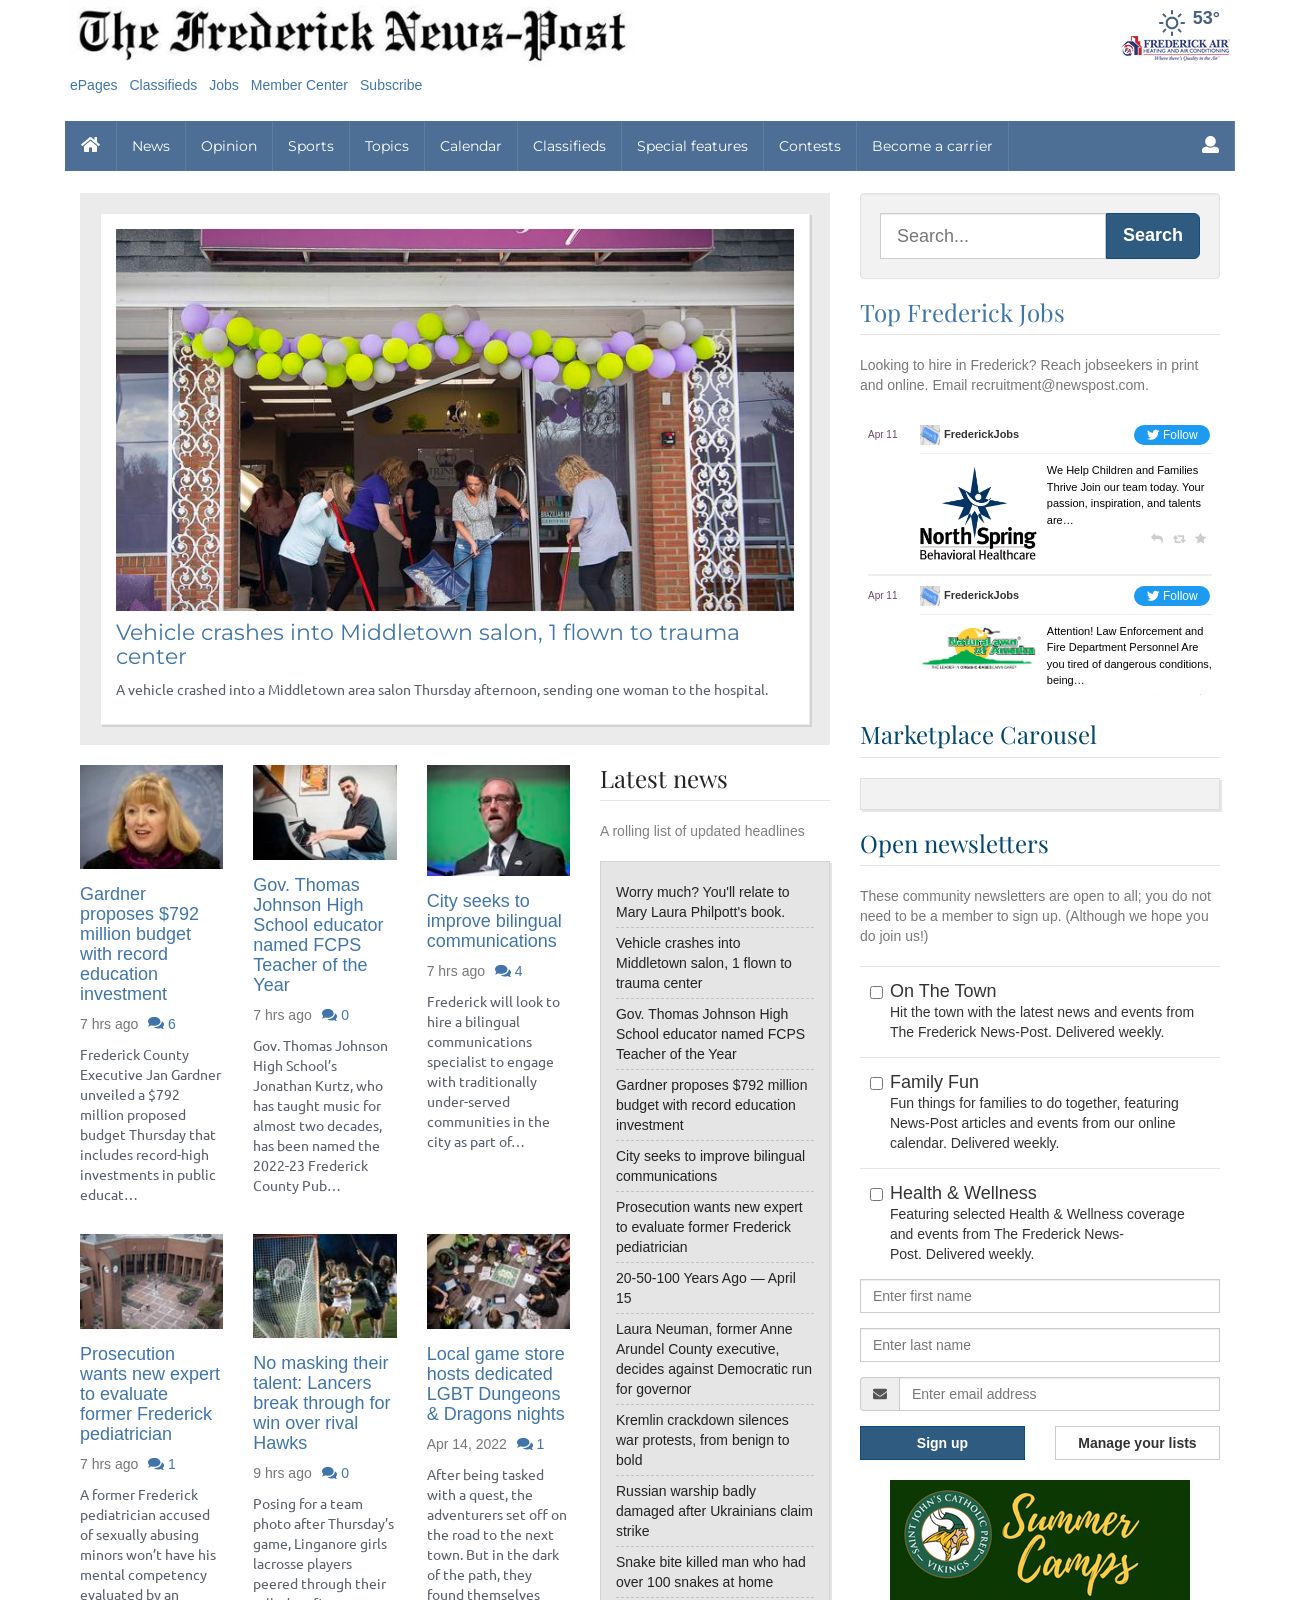 The Frederick News-Post
53°
FREDERICK AIR
HEATING AND AIR CONDITIONING
Where there's Quality in the Air
ePages Classifieds Jobs Member Center Subscribe
News Opinion Sports Topics Calendar Classifieds Special features Contests Become a carrier
Vehicle crashes into Middletown salon, 1 flown to trauma
center
A vehicle crashed into a Middletown area salon Thursday afternoon, sending one woman to the hospital.
Gardner
proposes $792
million budget
with record
education
investment
7 hrs ago 6
Frederick County
Executive Jan Gardner
unveiled a $792
million proposed
budget Thursday that
includes record-high
investments in public
educat…
Gov. Thomas
Johnson High
School educator
named FCPS
Teacher of the
Year
7 hrs ago 0
Gov. Thomas Johnson
High School’s
Jonathan Kurtz, who
has taught music for
almost two decades,
has been named the
2022-23 Frederick
County Pub…
City seeks to
improve bilingual
communications
7 hrs ago 4
Frederick will look to
hire a bilingual
communications
specialist to engage
with traditionally
under-served
communities in the
city as part of…
Prosecution
wants new expert
to evaluate
former Frederick
pediatrician
7 hrs ago 1
A former Frederick
pediatrician accused
of sexually abusing
minors won’t have his
mental competency
evaluated by an
No masking their
talent: Lancers
break through for
win over rival
Hawks
9 hrs ago 0
Posing for a team
photo after Thursday’s
game, Linganore girls
lacrosse players
peered through their
Local game store
hosts dedicated
LGBT Dungeons
& Dragons nights
Apr 14, 2022 1
After being tasked
with a quest, the
adventurers set off on
the road to the next
town. But in the dark
of the path, they
found themselves
Latest news
A rolling list of updated headlines
Worry much? You'll relate to
Mary Laura Philpott's book.
Vehicle crashes into
Middletown salon, 1 flown to
trauma center
Gov. Thomas Johnson High
School educator named FCPS
Teacher of the Year
Gardner proposes $792 million
budget with record education
investment
City seeks to improve bilingual
communications
Prosecution wants new expert
to evaluate former Frederick
pediatrician
20-50-100 Years Ago — April
15
Laura Neuman, former Anne
Arundel County executive,
decides against Democratic run
for governor
Kremlin crackdown silences
war protests, from benign to
bold
Russian warship badly
damaged after Ukrainians claim
strike
Snake bite killed man who had
over 100 snakes at home
Search...
Search
Top Frederick Jobs
Looking to hire in Frederick? Reach jobseekers in print
and online. Email recruitment@newspost.com.
Apr 11 FrederickJobs Follow
North Spring
Behavioral Healthcare
We Help Children and Families
Thrive Join our team today. Your
passion, inspiration, and talents
are…
Apr 11 FrederickJobs Follow
NatureLawn
of America
THE LEADER IN ORGANIC-BASED LAWN CARE
Attention! Law Enforcement and
Fire Department Personnel Are
you tired of dangerous conditions,
being…
Marketplace Carousel
Open newsletters
These community newsletters are open to all; you do not
need to be a member to sign up. (Although we hope you
do join us!)
On The Town
Hit the town with the latest news and events from
The Frederick News-Post. Delivered weekly.
Family Fun
Fun things for families to do together, featuring
News-Post articles and events from our online
calendar. Delivered weekly.
Health & Wellness
Featuring selected Health & Wellness coverage
and events from The Frederick News-
Post. Delivered weekly.
Enter first name
Enter last name
Enter email address
Sign up
Manage your lists
SAINT JOHN'S CATHOLIC PREP
VIKINGS
Summer
Camps